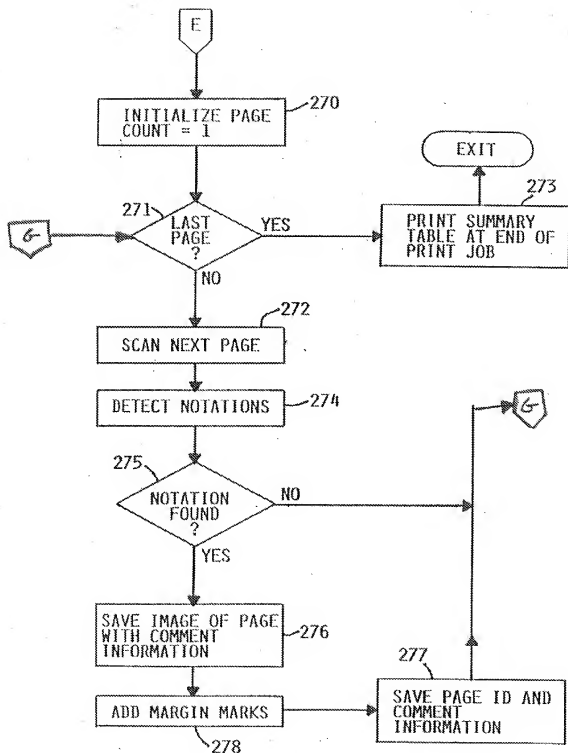 E
INITIALIZE PAGE
COUNT = 1
270
EXIT
271
LAST
PAGE
?
YES
NO
G
273
PRINT SUMMARY
TABLE AT END OF
PRINT JOB
272
SCAN NEXT PAGE
DETECT NOTATIONS
274
G
275
NOTATION
FOUND
?
NO
YES
SAVE IMAGE OF PAGE
WITH COMMENT
INFORMATION
276
277
SAVE PAGE ID AND
COMMENT
INFORMATION
ADD MARGIN MARKS
278